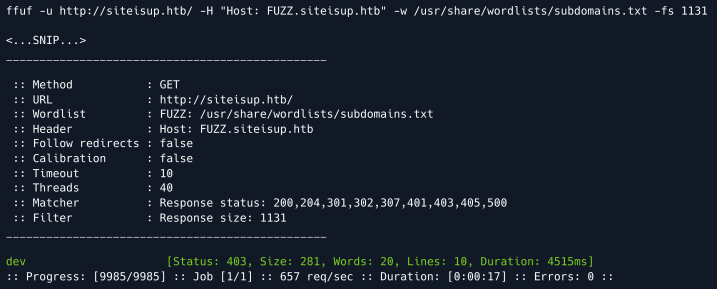 ffuf -u http://siteisup.htb/ -H "Host: FUZZ.siteisup.htb" -w /usr/share/wordlists/subdomains.txt -fs 1131
<...SNIP...>
________________________________________________
:: Method           : GET
:: URL              : http://siteisup.htb/
:: Wordlist         : FUZZ: /usr/share/wordlists/subdomains.txt
:: Header           : Host: FUZZ.siteisup.htb
:: Follow redirects : false
:: Calibration      : false
:: Timeout          : 10
:: Threads          : 40
:: Matcher          : Response status: 200,204,301,302,307,401,403,405,500
:: Filter           : Response size: 1131
________________________________________________
dev                     [Status: 403, Size: 281, Words: 20, Lines: 10, Duration: 4515ms]
:: Progress: [9985/9985] :: Job [1/1] :: 657 req/sec :: Duration: [0:00:17] :: Errors: 0 ::